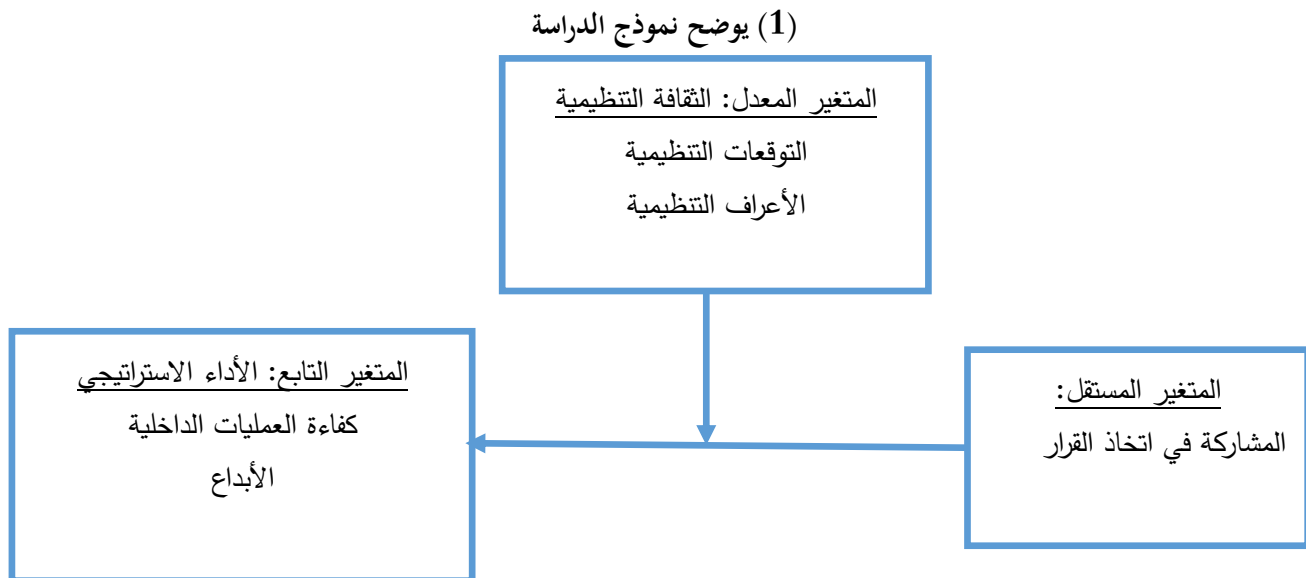 (1) يوضح نموذج الدراسة
المتغير المعدل: الثقافة التنظيمية
التوقعات التنظيمية
الأعراف التنظيمية
المتغير المستقل:
المشاركة في اتخاذ القرار
المتغير التابع: الأداء الاستراتيجي
كفاءة العمليات الداخلية
الأبداع